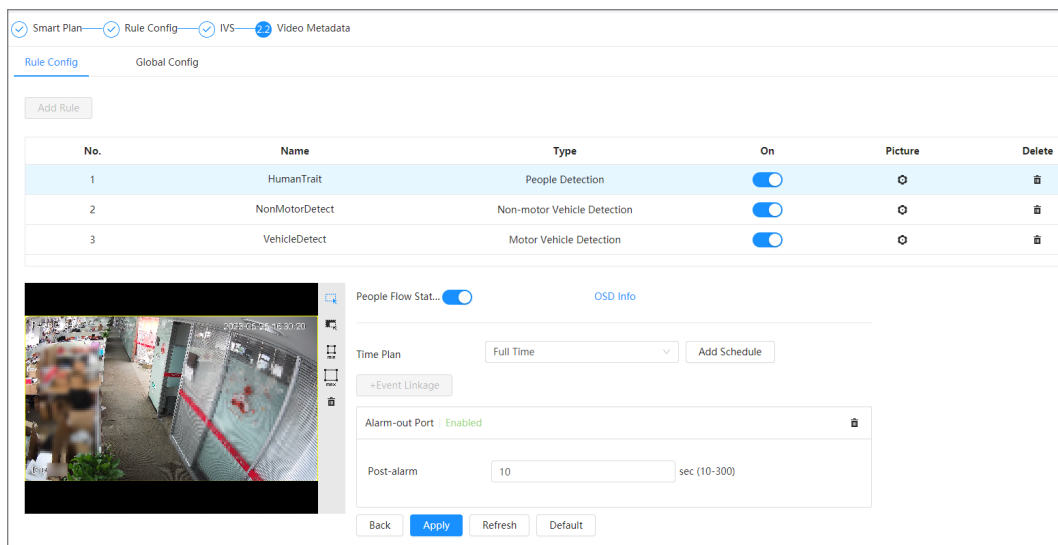 Smart Plan Rule Config IVS 2.2 Video Metadata
Rule Config Global Config
Add Rule
No. Name Type On Picture Delete
1 HumanTrait People Detection
2 NonMotorDetect Non-motor Vehicle Detection
3 VehicleDetect Motor Vehicle Detection
People Flow Stat... OSD Info
Time Plan Full Time Add Schedule
min
+Event Linkage
max
Alarm-out Port Enabled
Post-alarm 10 sec (10-300)
Back Apply Refresh Default